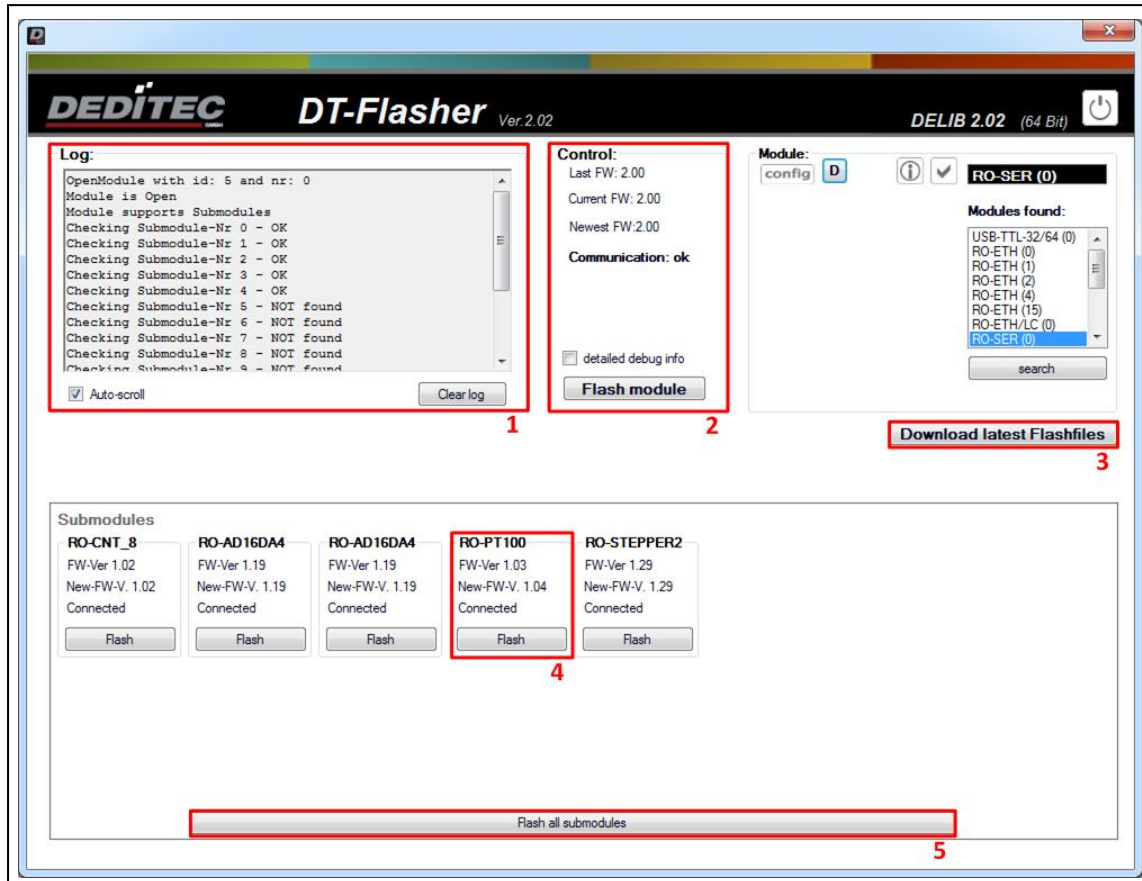 DEDITEC
GMBH
DT-Flasher Ver.2.02
DELIB 2.02 (64 Bit)
Log:
OpenModule with id: 5 and nr: 0
Module is Open
Module supports Submodules
Checking Submodule-Nr 0 - OK
Checking Submodule-Nr 1 - OK
Checking Submodule-Nr 2 - OK
Checking Submodule-Nr 3 - OK
Checking Submodule-Nr 4 - OK
Checking Submodule-Nr 5 - NOT found
Checking Submodule-Nr 6 - NOT found
Checking Submodule-Nr 7 - NOT found
Checking Submodule-Nr 8 - NOT found
Checking Submodule-Nr 9 - NOT found
Auto-scroll
Clear log
1
Control:
Last FW: 2.00
Current FW: 2.00
Newest FW:2.00
Communication: ok
detailed debug info
Flash module
2
Module:
config D
RO-SER (0)
Modules found:
USB-TTL-32/64 (0)
RO-ETH (0)
RO-ETH (1)
RO-ETH (2)
RO-ETH (4)
RO-ETH (15)
RO-ETH/LC (0)
RO-SER (0)
search
Download latest Flashfiles
3
Submodules
RO-CNT_8
FW-Ver 1.02
New-FW-V. 1.02
Connected
Flash
RO-AD16DA4
FW-Ver 1.19
New-FW-V. 1.19
Connected
Flash
RO-AD16DA4
FW-Ver 1.19
New-FW-V. 1.19
Connected
Flash
RO-PT100
FW-Ver 1.03
New-FW-V. 1.04
Connected
Flash
4
RO-STEPPER2
FW-Ver 1.29
New-FW-V. 1.29
Connected
Flash
Flash all submodules
5